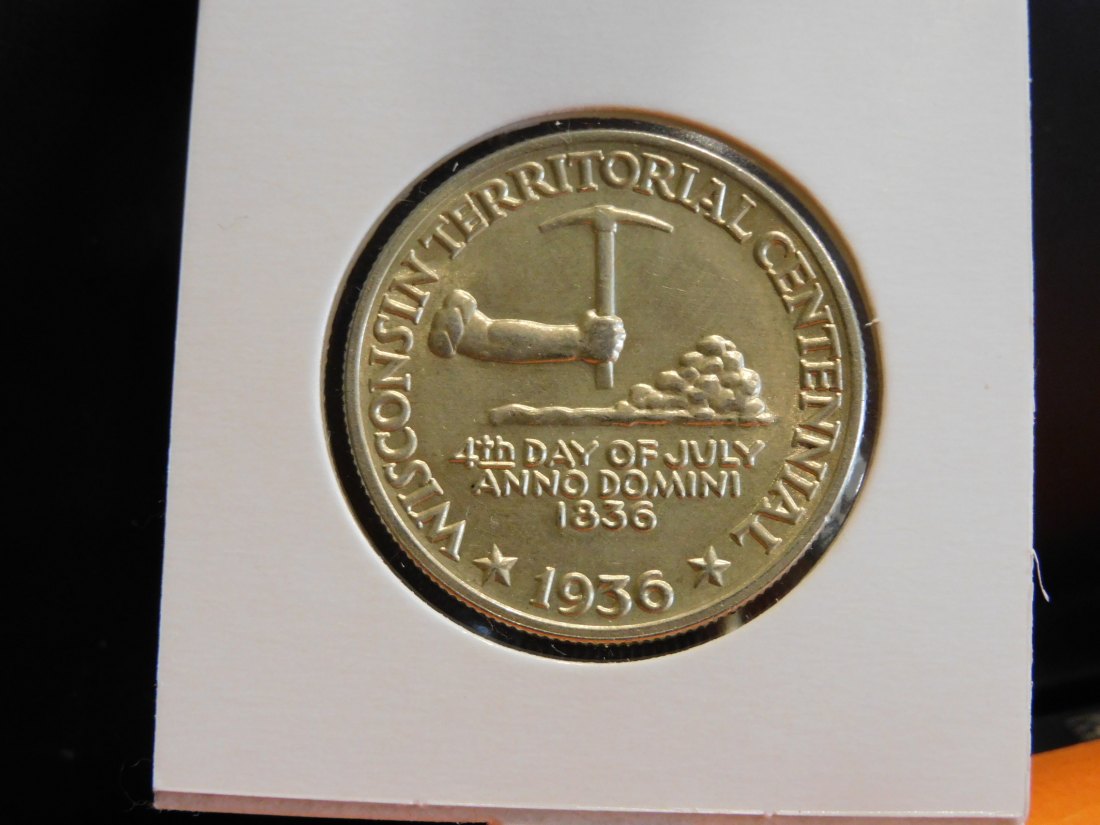 WISCONSIN TERRITORIAL CENTENNIAL
4th DAY OF JULY
ANNO DOMINI
1836
1936